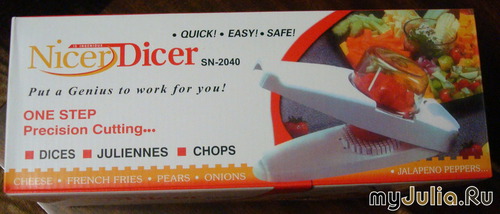 • QUICK! • EASY! • SAFE!
Nicer Dicer SN-2040
Put a Genius to work for you!
ONE STEP
Precision Cutting...
■ DICES ■ JULIENNES ■ CHOPS
CHEESE • FRENCH FRIES • PEARS • ONIONS
• JALAPENO PEPPERS
myJulia.Ru